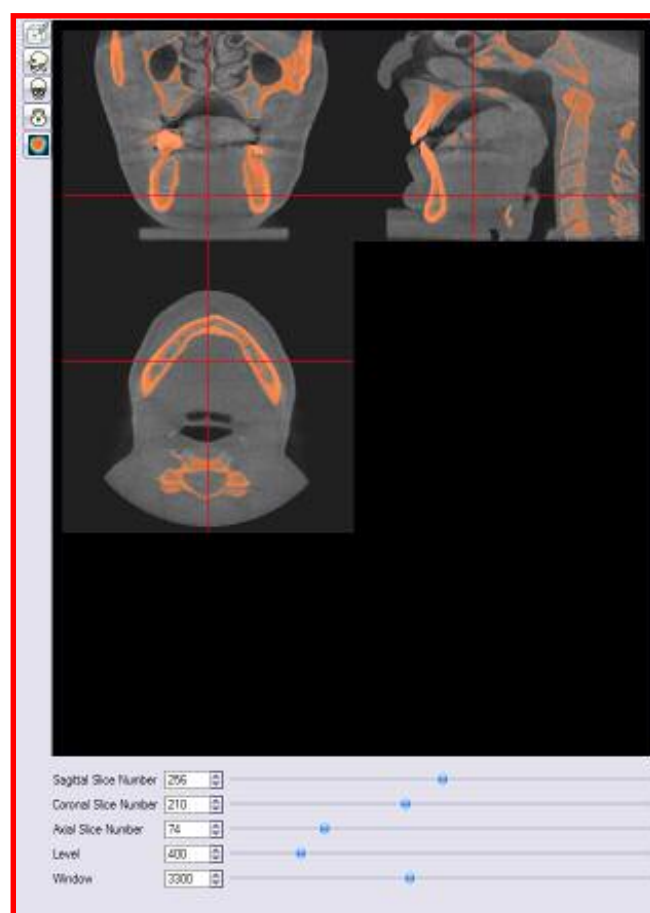 Sagittal Slice Number 256
Coronal Slice Number 210
Axial Slice Number 74
Level 400
Window 3300